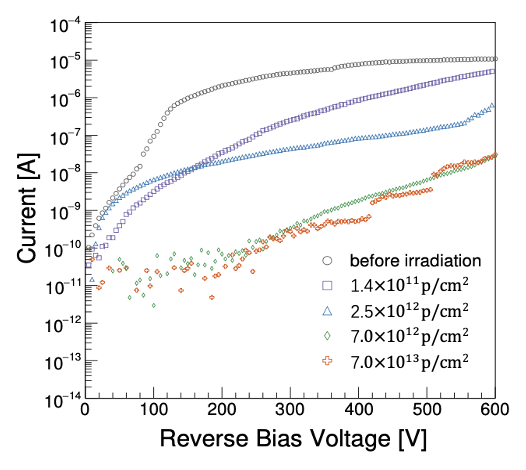 10⁻⁴
10⁻⁵
10⁻⁶
10⁻⁷
10⁻⁸
10⁻⁹
10⁻¹⁰
10⁻¹¹
10⁻¹²
10⁻¹³
10⁻¹⁴
Current [A]
before irradiation
1.4×10¹¹p/cm²
2.5×10¹²p/cm²
7.0×10¹²p/cm²
7.0×10¹³p/cm²
0 100 200 300 400 500 600
Reverse Bias Voltage [V]